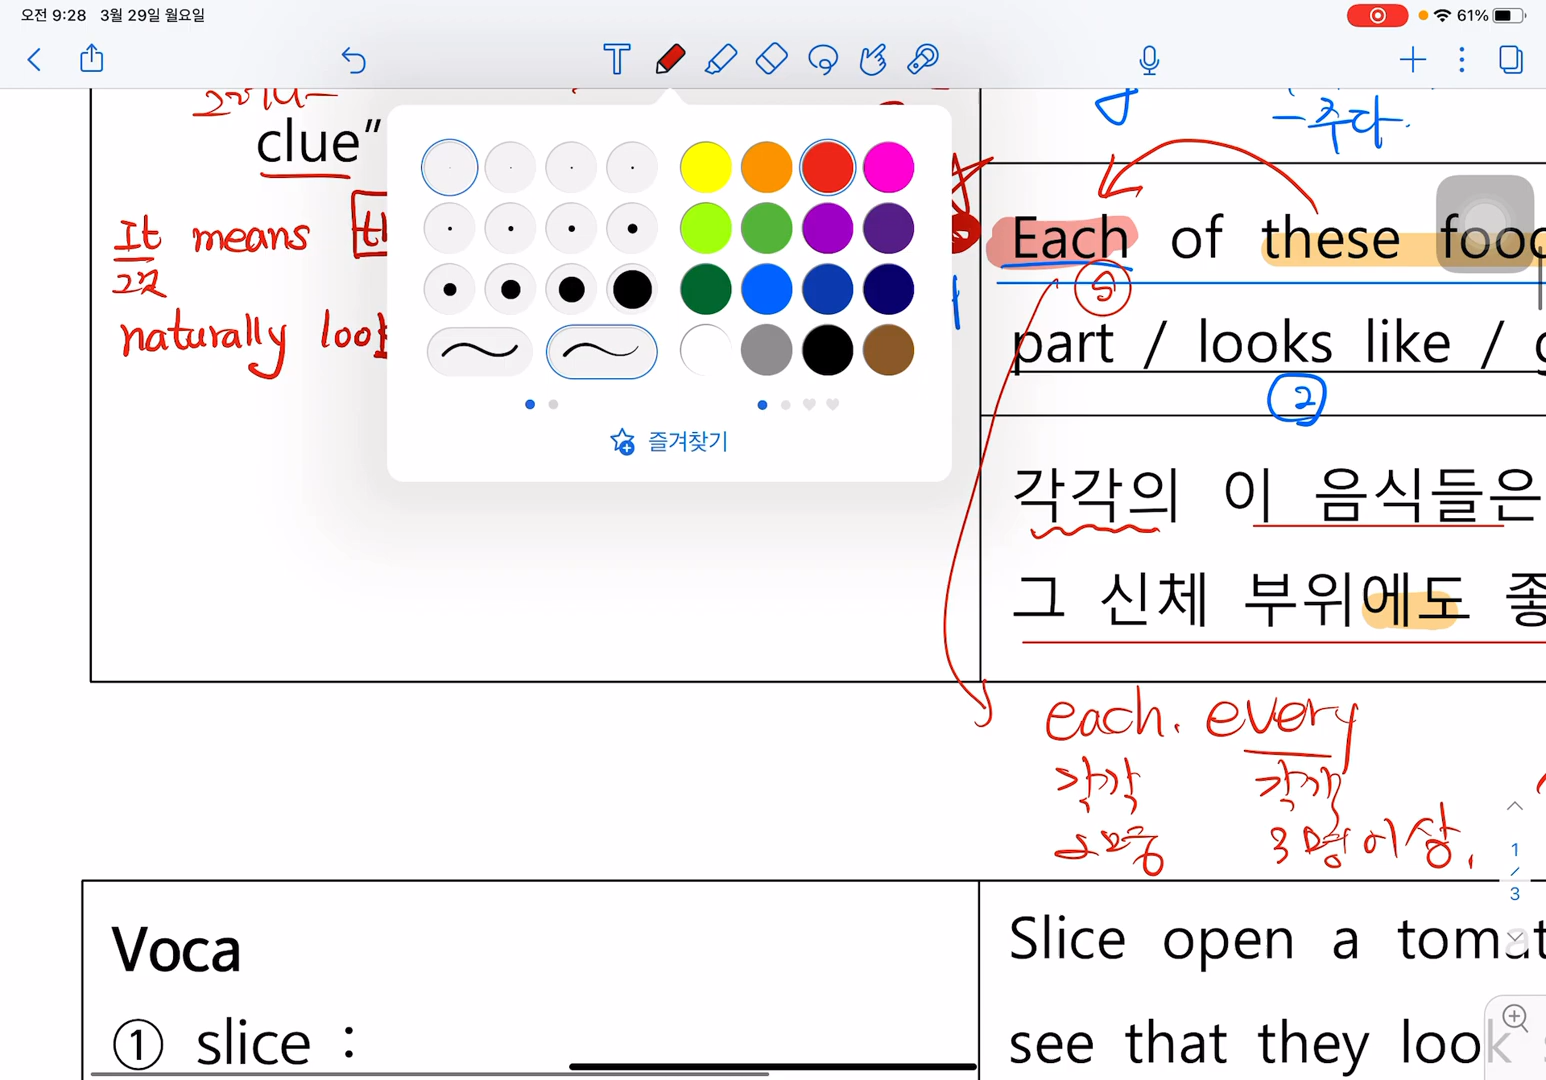 오전 9:28 3월 29일 월요일
61%
clue”
It means
naturally
즐겨찾기
-주다.
Each of these
part / looks like /
2
각각의 이 음식들은
그 신체 부위에도 좋
each. every
각각 각각
3명 이상.
1
/
3
Voca
① slice :
Slice open a tomat
see that they look